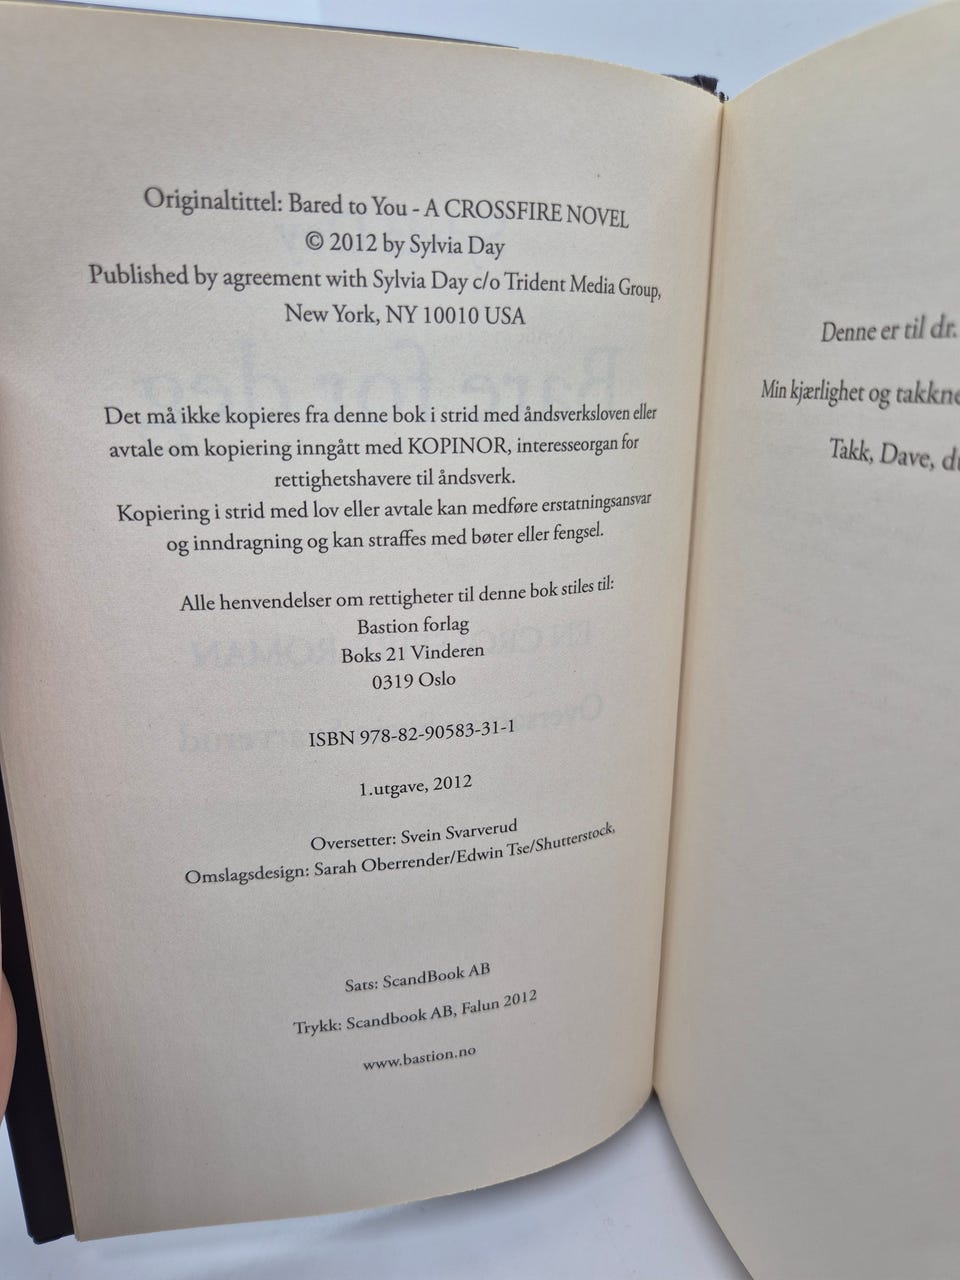 Originaltittel: Bared to You - A CROSSFIRE NOVEL
© 2012 by Sylvia Day
Published by agreement with Sylvia Day c/o Trident Media Group,
New York, NY 10010 USA
Det må ikke kopieres fra denne bok i strid med åndsverksloven eller
avtale om kopiering inngått med KOPINOR, interesseorgan for
rettighetshavere til åndsverk.
Kopiering i strid med lov eller avtale kan medføre erstatningsansvar
og inndragning og kan straffes med bøter eller fengsel.
Alle henvendelser om rettigheter til denne bok stiles til:
Bastion forlag
Boks 21 Vinderen
0319 Oslo
ISBN 978-82-90583-31-1
1.utgave, 2012
Oversetter: Svein Svarverud
Omslagsdesign: Sarah Oberrender/Edwin Tse/Shutterstock,
Sats: ScandBook AB
Trykk: Scandbook AB, Falun 2012
www.bastion.no
Denne er til dr.
Min kjærlighet og
Takk, Dave,